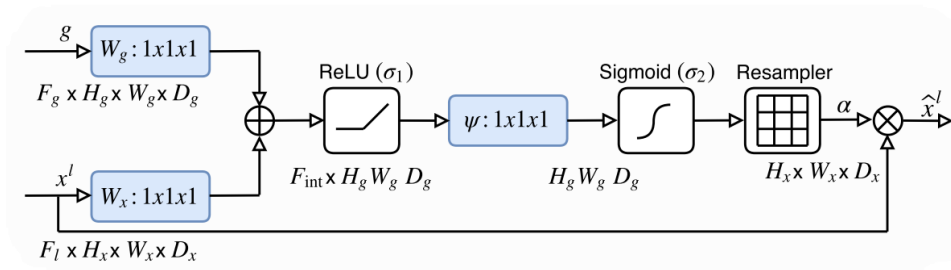 g
W_g : 1x1x1
F_g x H_g x W_g x D_g
x^l
W_x : 1x1x1
F_l x H_x x W_x x D_x
ReLU (σ_1)
F_int x H_g W_g D_g
ψ : 1x1x1
Sigmoid (σ_2)
H_g W_g D_g
Resampler
α
H_x x W_x x D_x
x̂^l